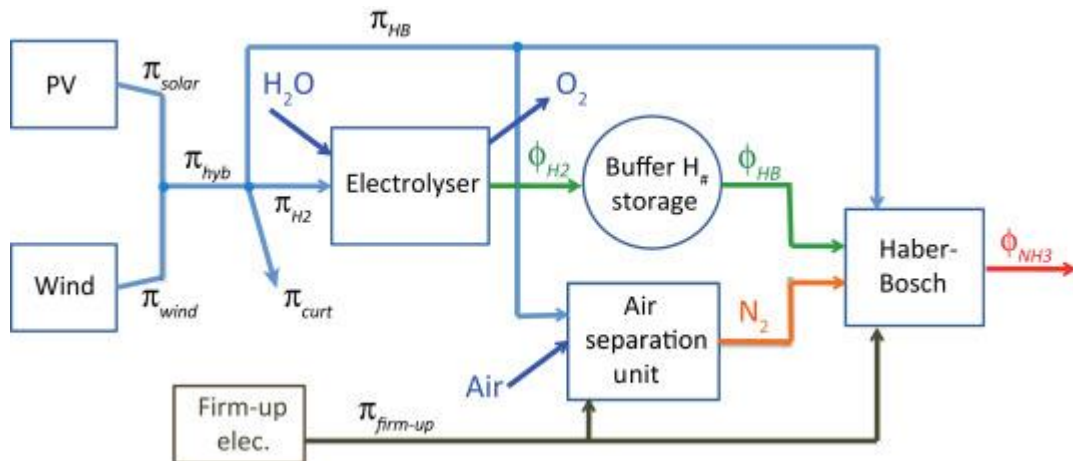 π_HB
PV
π_solar
H₂O
O₂
π_hyb
Electrolyser
π_H2
ϕ_H2
Buffer H_#
storage
ϕ_HB
Haber-
Bosch
ϕ_NH3
Wind
π_wind
π_curt
Air
separation
unit
N₂
Air
Firm-up
elec.
π_firm-up